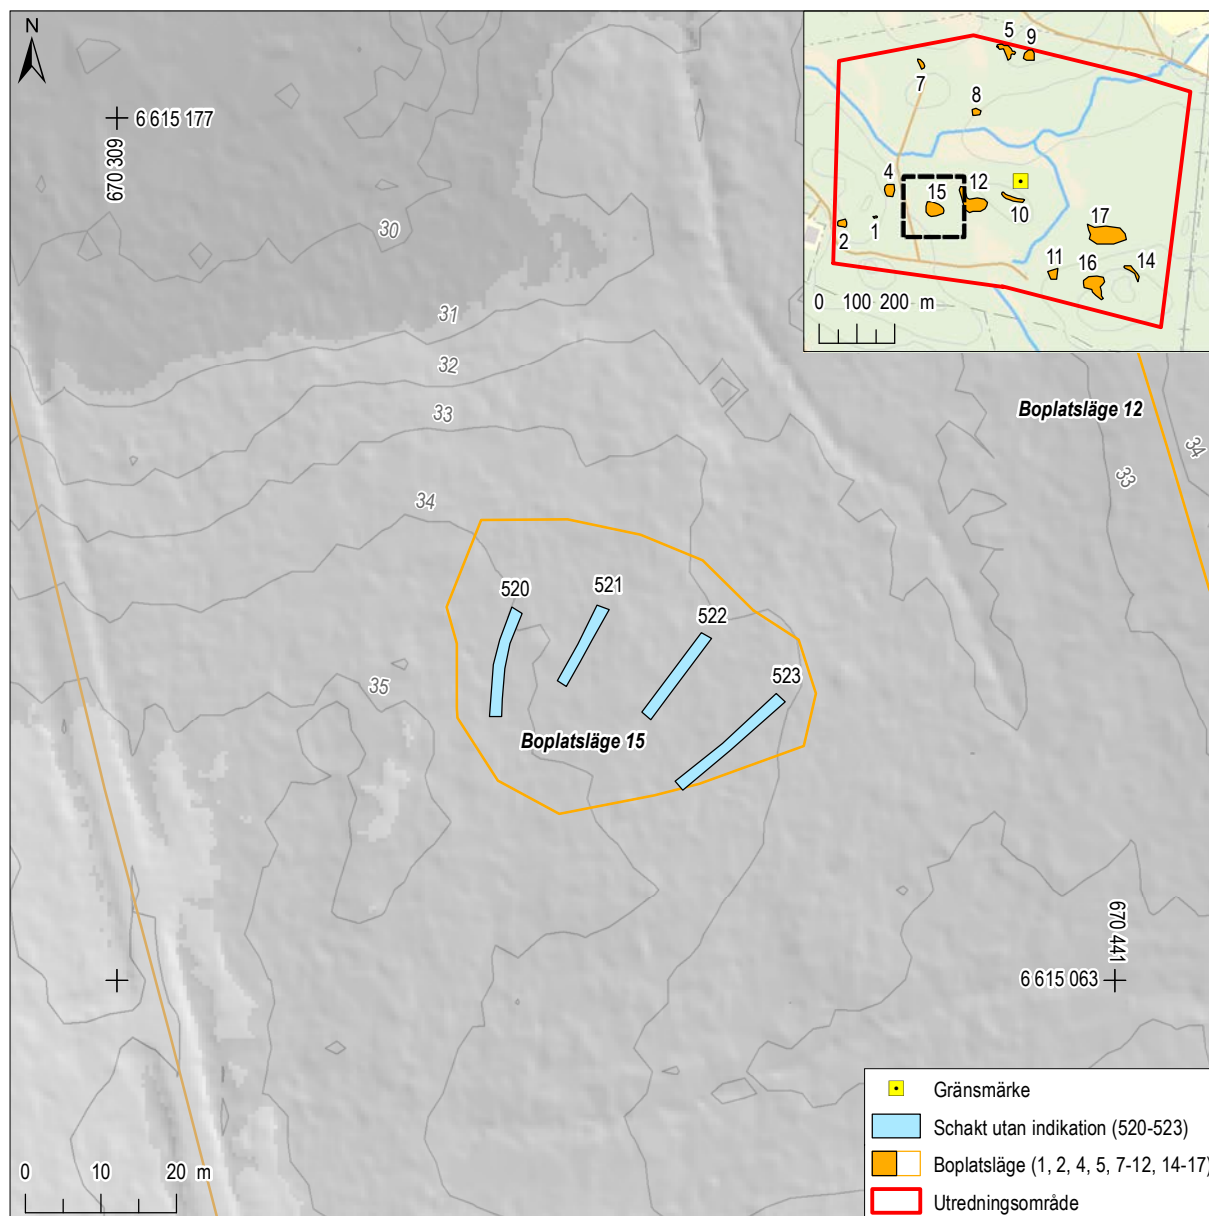 N
6 615 177
670 309
30
31
32
33
34
35
5
9
7
8
4
15
12
10
17
2
1
11
16
14
0 100 200 m
Boplatsläge 12
34
33
520
521
522
523
Boplatsläge 15
670 441
6 615 063
0 10 20 m
Gränsmärke
Schakt utan indikation (520-523)
Boplatsläge (1, 2, 4, 5, 7-12, 14-17)
Utredningsområde